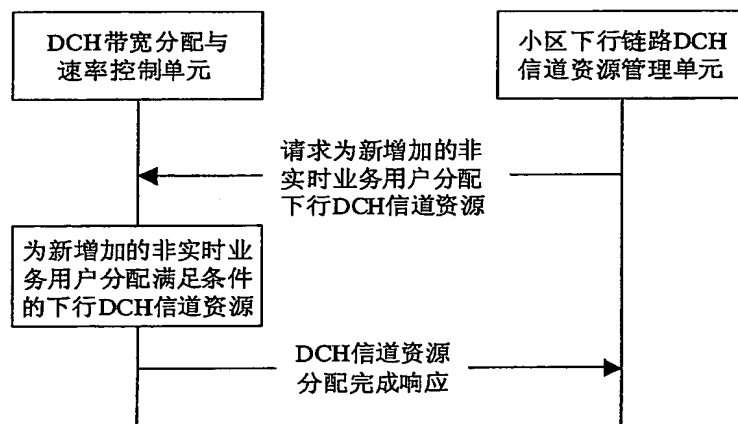 DCH带宽分配与
速率控制单元
小区下行链路DCH
信道资源管理单元
请求为新增加的非
实时业务用户分配
下行DCH信道资源
为新增加的非实时业
务用户分配满足条件
的下行DCH信道资源
DCH信道资源
分配完成响应